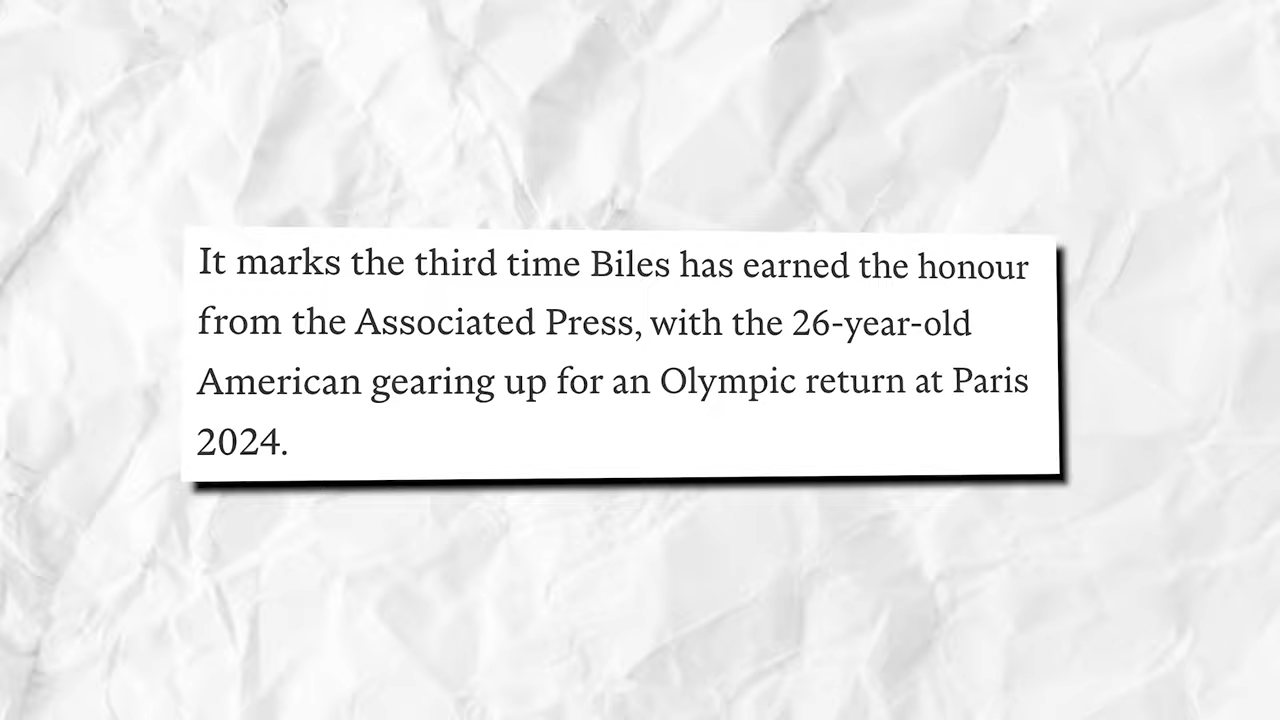 It marks the third time Biles has earned the honour
from the Associated Press, with the 26-year-old
American gearing up for an Olympic return at Paris
2024.